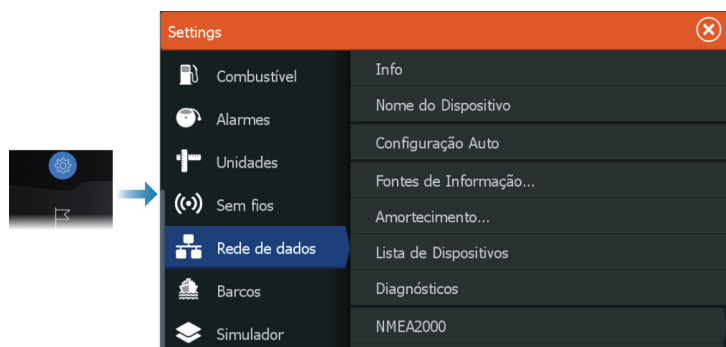 Settings
Combustível
Alarmes
Unidades
Sem fios
Rede de dados
Barcos
Simulador
Info
Nome do Dispositivo
Configuração Auto
Fontes de Informação...
Amortecimento...
Lista de Dispositivos
Diagnósticos
NMEA2000